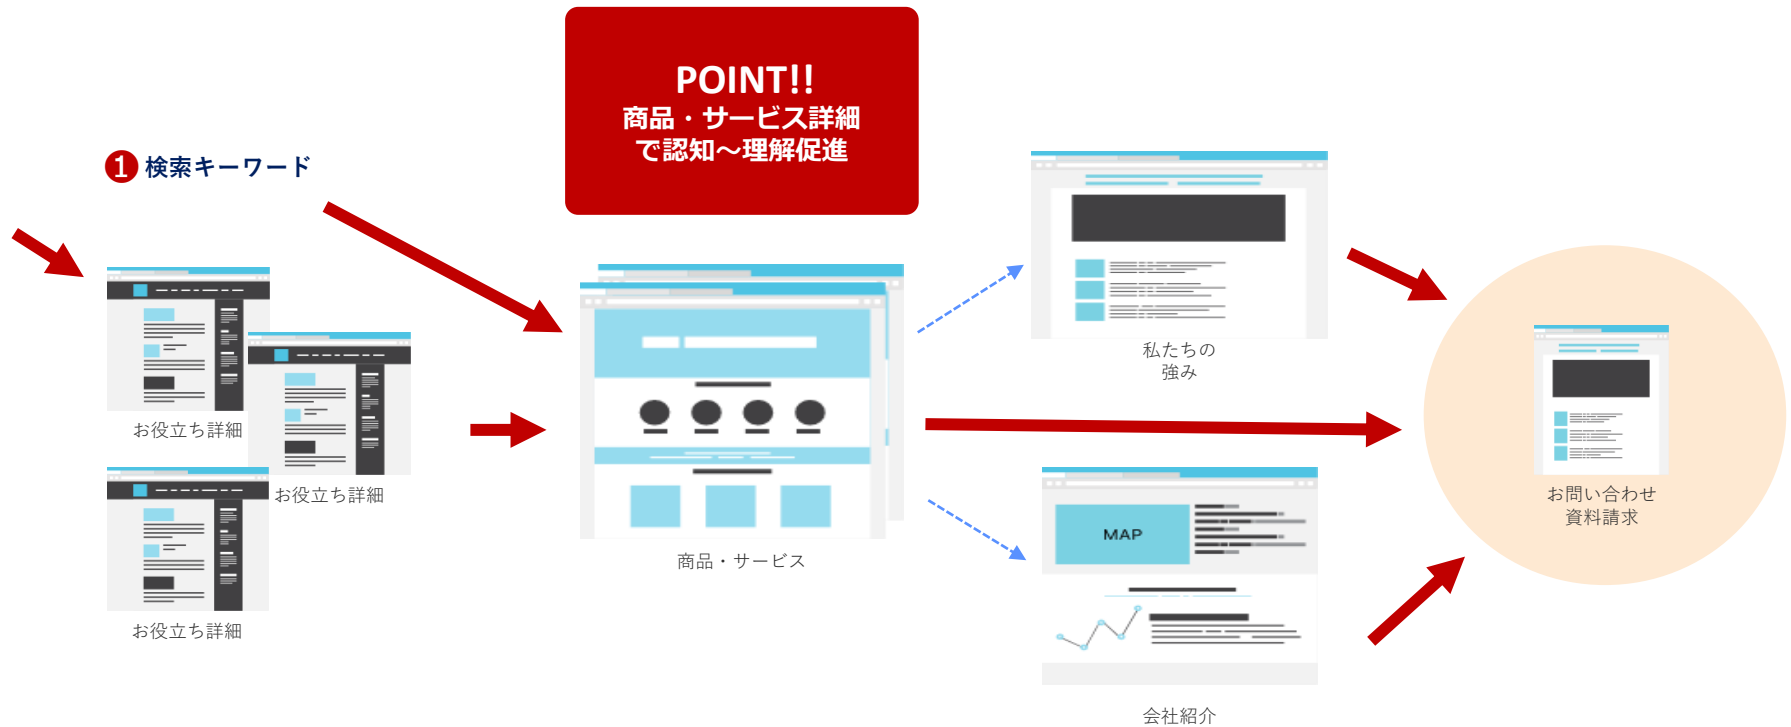 POINT!!
商品・サービス詳細
で認知～理解促進
1 検索キーワード
お役立ち詳細
お役立ち詳細
お役立ち詳細
商品・サービス
私たちの
強み
MAP
会社紹介
お問い合わせ
資料請求